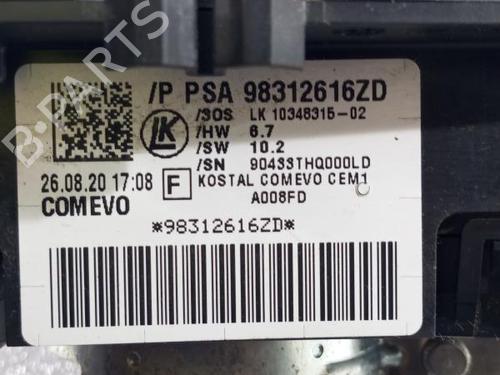 /P PSA 98312616ZD
/SOS LK 10348315-02
/HW 6.7
/SW 10.2
/SN 90433THQ000LD
26.08.20 17:08 F KOSTAL COMEVO CEM1
COMEVO A008FD
*98312616ZD*
B-PARTS